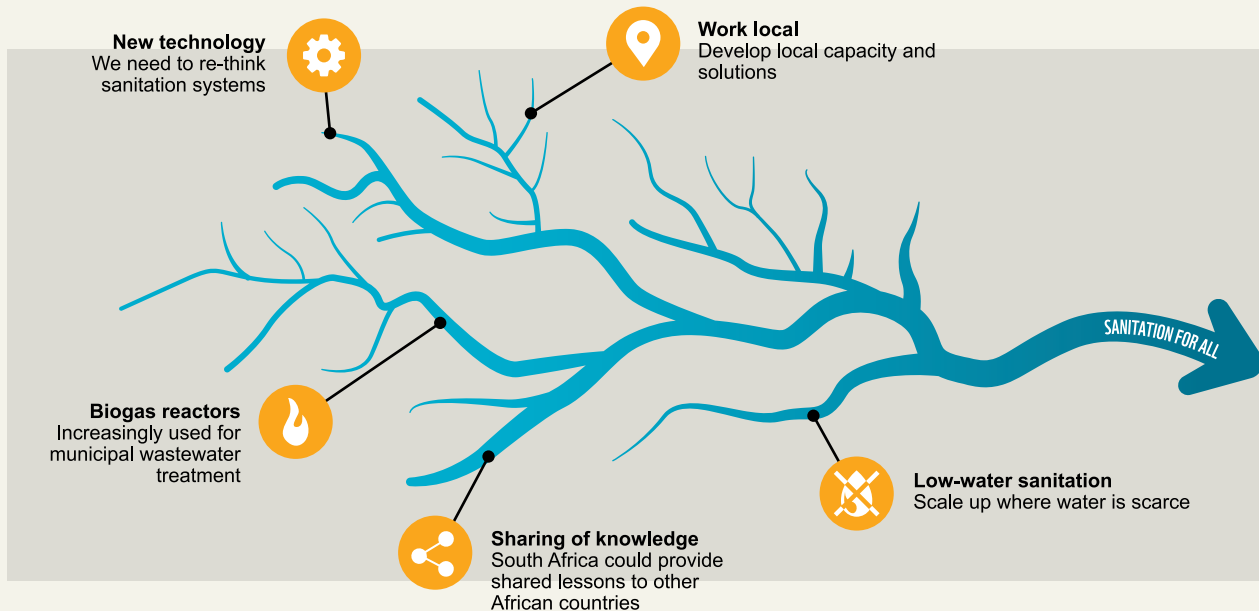 New technology
We need to re-think
sanitation systems
Work local
Develop local capacity and
solutions
SANITATION FOR ALL
Biogas reactors
Increasingly used for
municipal wastewater
treatment
Low-water sanitation
Scale up where water is scarce
Sharing of knowledge
South Africa could provide
shared lessons to other
African countries